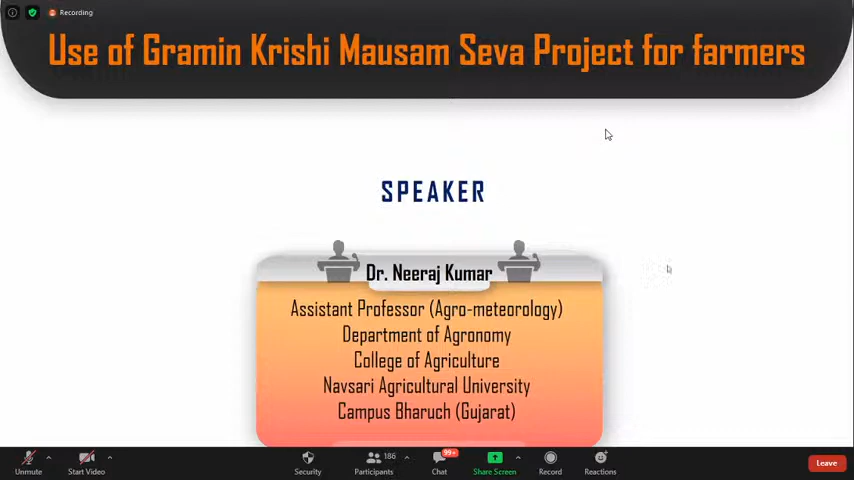 Recording
Use of Gramin Krishi Mausam Seva Project for farmers
SPEAKER
Dr. Neeraj Kumar
Assistant Professor (Agro-meteorology)
Department of Agronomy
College of Agriculture
Navsari Agricultural University
Campus Bharuch (Gujarat)
Unmute
Start Video
Security
186
Participants
99+
Chat
Share Screen
Record
Reactions
Leave